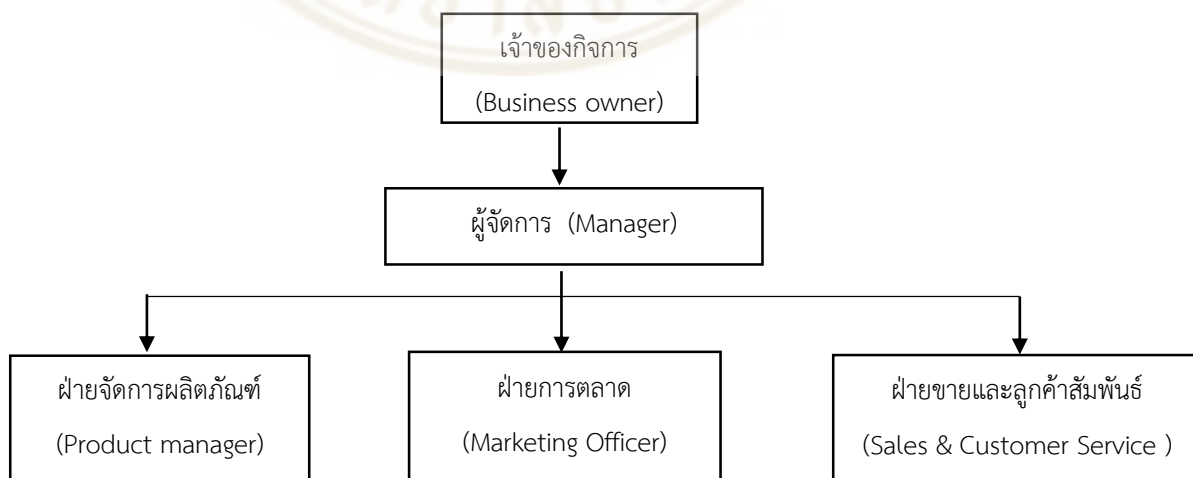 เจ้าของกิจการ
(Business owner)
ผู้จัดการ (Manager)
ฝ่ายจัดการผลิตภัณฑ์
(Product manager)
ฝ่ายการตลาด
(Marketing Officer)
ฝ่ายขายและลูกค้าสัมพันธ์
(Sales & Customer Service )